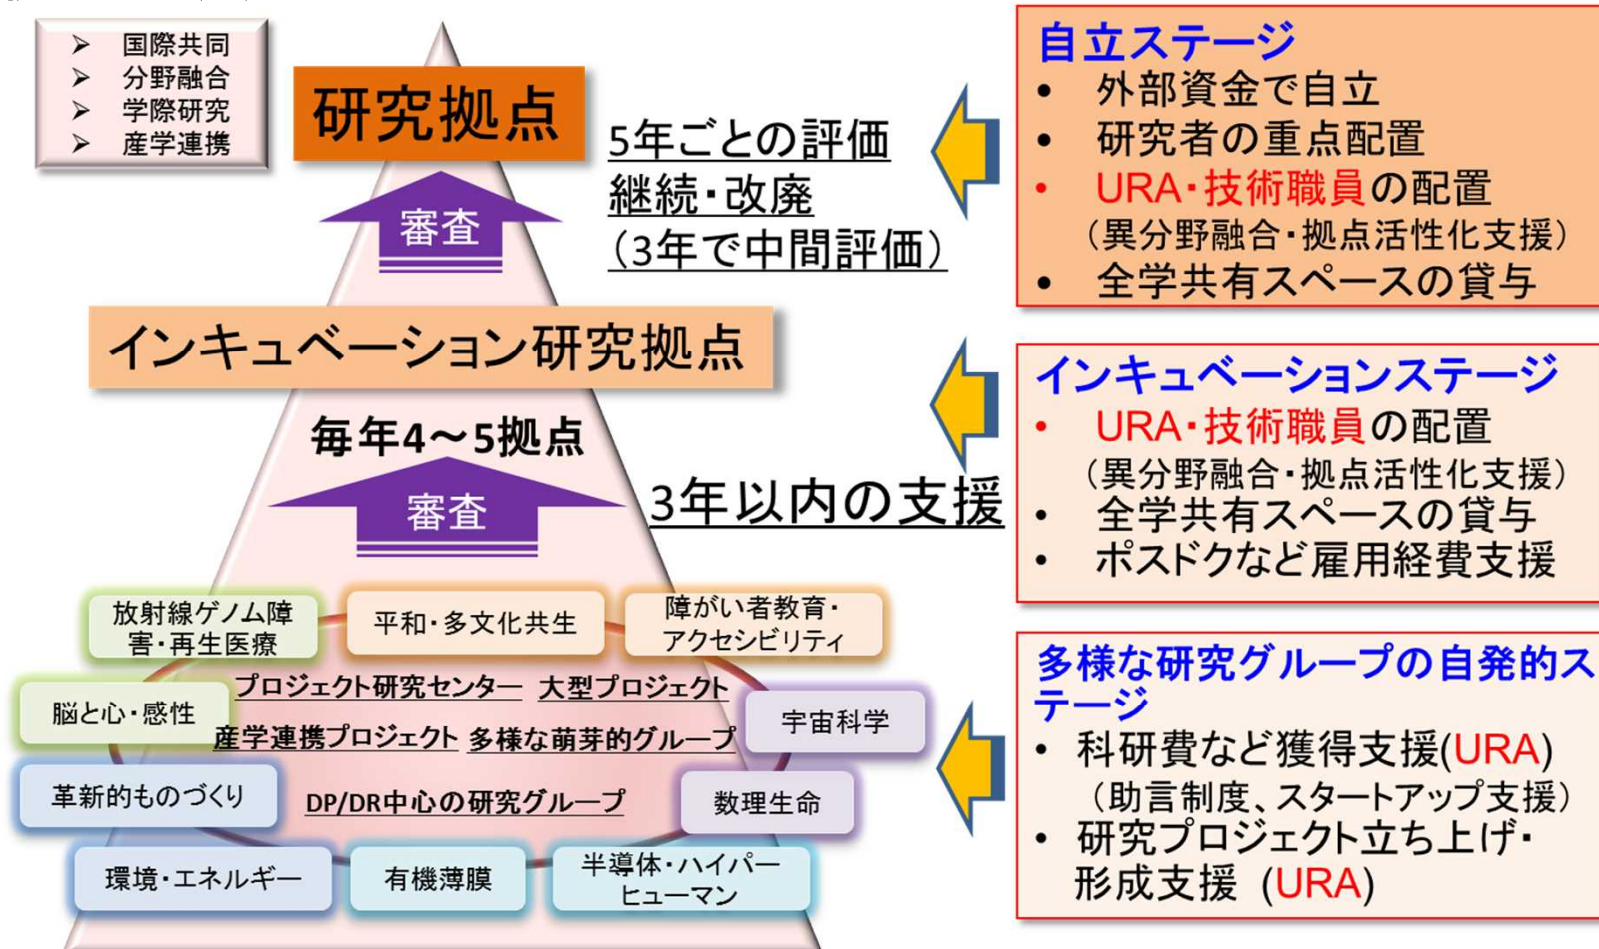 ➢ 国際共同
➢ 分野融合
➢ 学際研究
➢ 産学連携
研究拠点
5年ごとの評価
継続・改廃
(3年で中間評価)
審査
インキュベーション研究拠点
毎年4～5拠点
審査
3年以内の支援
放射線ゲノム障
害・再生医療
平和・多文化共生
障がい者教育・
アクセシビリティ
脳と心・感性
プロジェクト研究センター 大型プロジェクト
宇宙科学
産学連携プロジェクト 多様な萌芽的グループ
革新的ものづくり
DP/DR中心の研究グループ
数理生命
環境・エネルギー
有機薄膜
半導体・ハイパー
ヒューマン
自立ステージ
• 外部資金で自立
• 研究者の重点配置
• URA・技術職員の配置
(異分野融合・拠点活性化支援)
• 全学共有スペースの貸与
インキュベーションステージ
• URA・技術職員の配置
(異分野融合・拠点活性化支援)
• 全学共有スペースの貸与
• ポスドクなど雇用経費支援
多様な研究グループの自発的ス
テージ
• 科研費など獲得支援(URA)
(助言制度、スタートアップ支援)
• 研究プロジェクト立ち上げ・
形成支援 (URA)